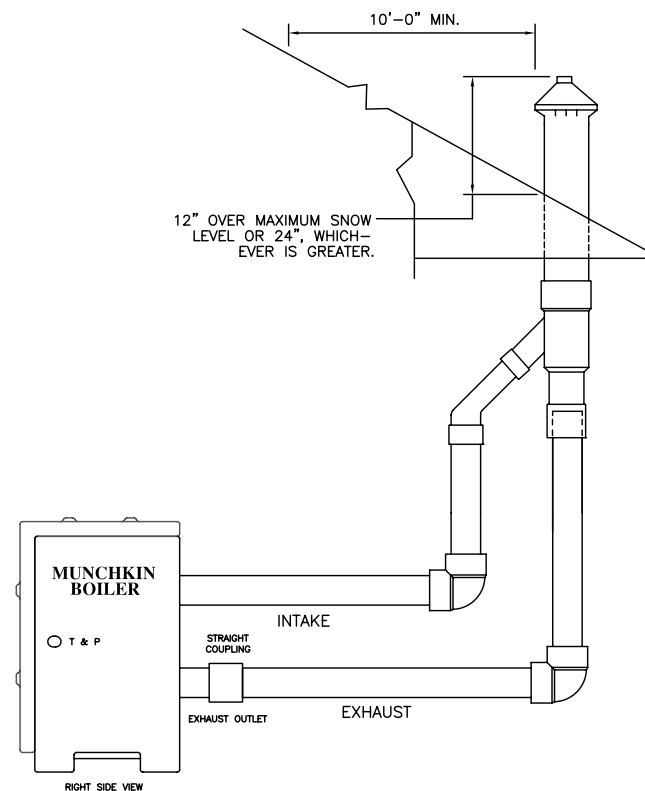 10'-0" MIN.
12" OVER MAXIMUM SNOW
LEVEL OR 24", WHICH-
EVER IS GREATER.
MUNCHKIN
BOILER
T & P
INTAKE
STRAIGHT
COUPLING
EXHAUST OUTLET
EXHAUST
RIGHT SIDE VIEW